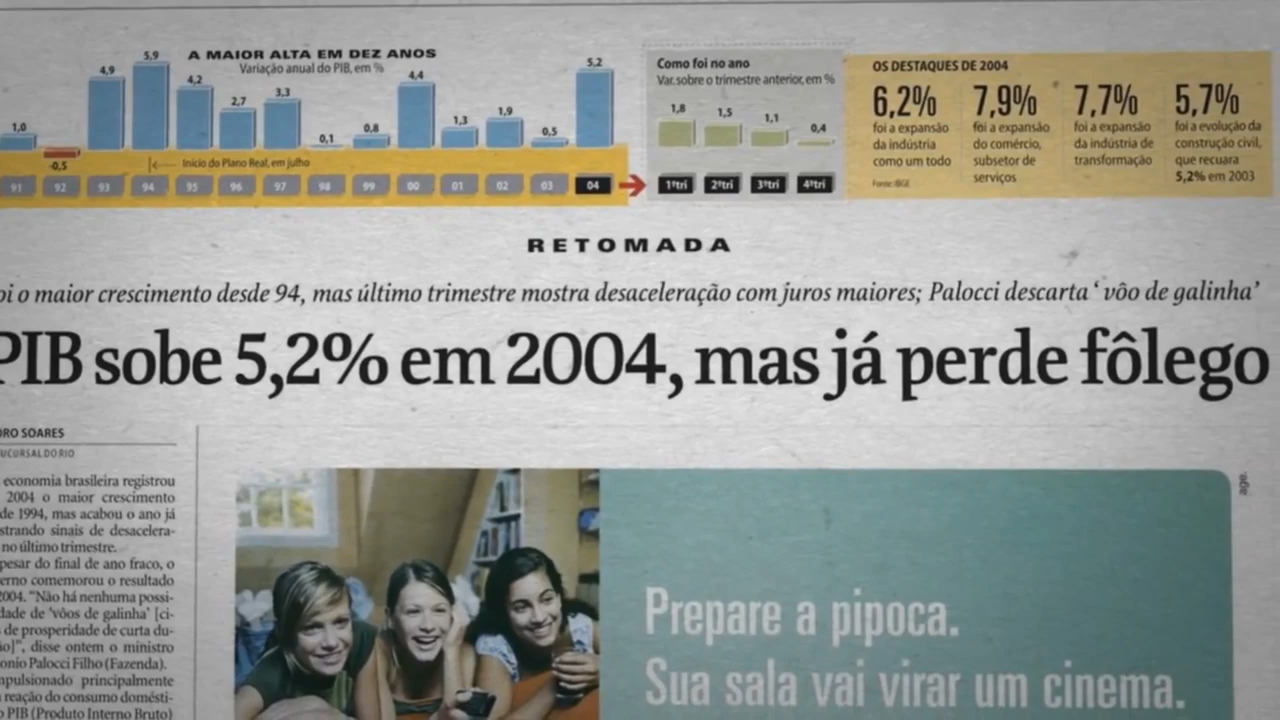 A MAIOR ALTA EM DEZ ANOS
Variação anual do PIB, em %
1,0
-0,5
4,9
5,9
4,2
2,7
3,3
0,1
0,8
4,4
1,3
1,9
0,5
5,2
Início do Plano Real, em julho
91 92 93 94 95 96 97 98 99 00 01 02 03 04
Como foi no ano
Var. sobre o trimestre anterior, em %
1,8
1,5
1,1
0,4
1ºtri 2ºtri 3ºtri 4ºtri
OS DESTAQUES DE 2004
6,2%
foi a expansão
da indústria
como um todo
Fonte: IBGE
7,9%
foi a expansão
do comércio,
subsetor de
serviços
7,7%
foi a expansão
da indústria de
transformação
5,7%
foi a evolução da
construção civil,
que recuara
5,2% em 2003
RETOMADA
oi o maior crescimento desde 94, mas último trimestre mostra desaceleração com juros maiores; Palocci descarta ‘vôo de galinha’
PIB sobe 5,2% em 2004, mas já perde fôlego
RO SOARES
UCURSAL DO RIO
economia brasileira registrou
2004 o maior crescimento
de 1994, mas acabou o ano já
strando sinais de desacelera-
no último trimestre.
pesar do final de ano fraco, o
erno comemorou o resultado
2004. “Não há nenhuma possi-
dade de ‘vôos de galinha’ [ci-
s de prosperidade de curta du-
ão]”, disse ontem o ministro
onio Palocci Filho (Fazenda).
mpulsionado principalmente
reação do consumo domésti-
o PIB (Produto Interno Bruto)
age.
Prepare a pipoca.
Sua sala vai virar um cinema.